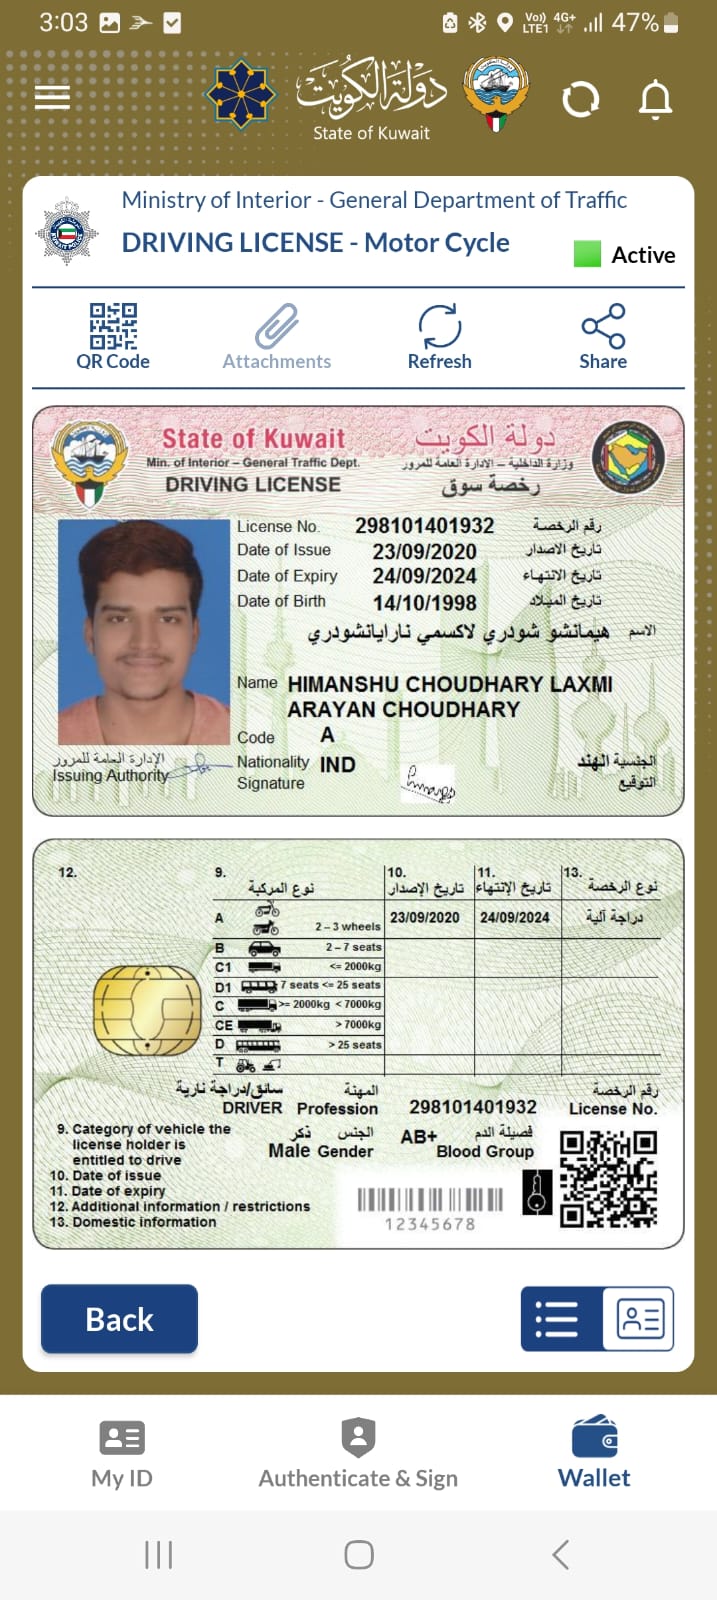 3:03
Vo)) LTE1 4G+ 47%
دولة الكويت
State of Kuwait
Ministry of Interior - General Department of Traffic
DRIVING LICENSE - Motor Cycle
Active
QR Code Attachments Refresh Share
State of Kuwait دولة الكويت
Min. of Interior – General Traffic Dept. وزارة الداخلية – الادارة العامة للمرور
DRIVING LICENSE رخصة سوق
License No. 298101401932 رقم الرخصة
Date of Issue 23/09/2020 تاريخ الاصدار
Date of Expiry 24/09/2024 تاريخ الانتهاء
Date of Birth 14/10/1998 تاريخ الميلاد
الاسم هيمانشو شودري لاكسمي نارايانشودري
Name HIMANSHU CHOUDHARY LAXMI
ARAYAN CHOUDHARY
Code A
الإدارة العامة للمرور
Issuing Authority
Nationality IND الجنسية الهند
Signature التوقيع
12. 9. نوع المركبة 10. تاريخ الإصدار 11. تاريخ الإنتهاء 13. نوع الرخصة
A 2 – 3 wheels 23/09/2020 24/09/2024 دراجة آلية
B 2 – 7 seats
C1 <= 2000kg
D1 7 seats <= 25 seats
C >= 2000kg < 7000kg
CE > 7000kg
D > 25 seats
T
سائق/دراجة نارية المهنة رقم الرخصة
DRIVER Profession 298101401932 License No.
ذكر الجنس AB+ فصيلة الدم
Male Gender Blood Group
9. Category of vehicle the
license holder is
entitled to drive
10. Date of issue
11. Date of expiry
12. Additional information / restrictions
13. Domestic information
12345678
Back
My ID Authenticate & Sign Wallet